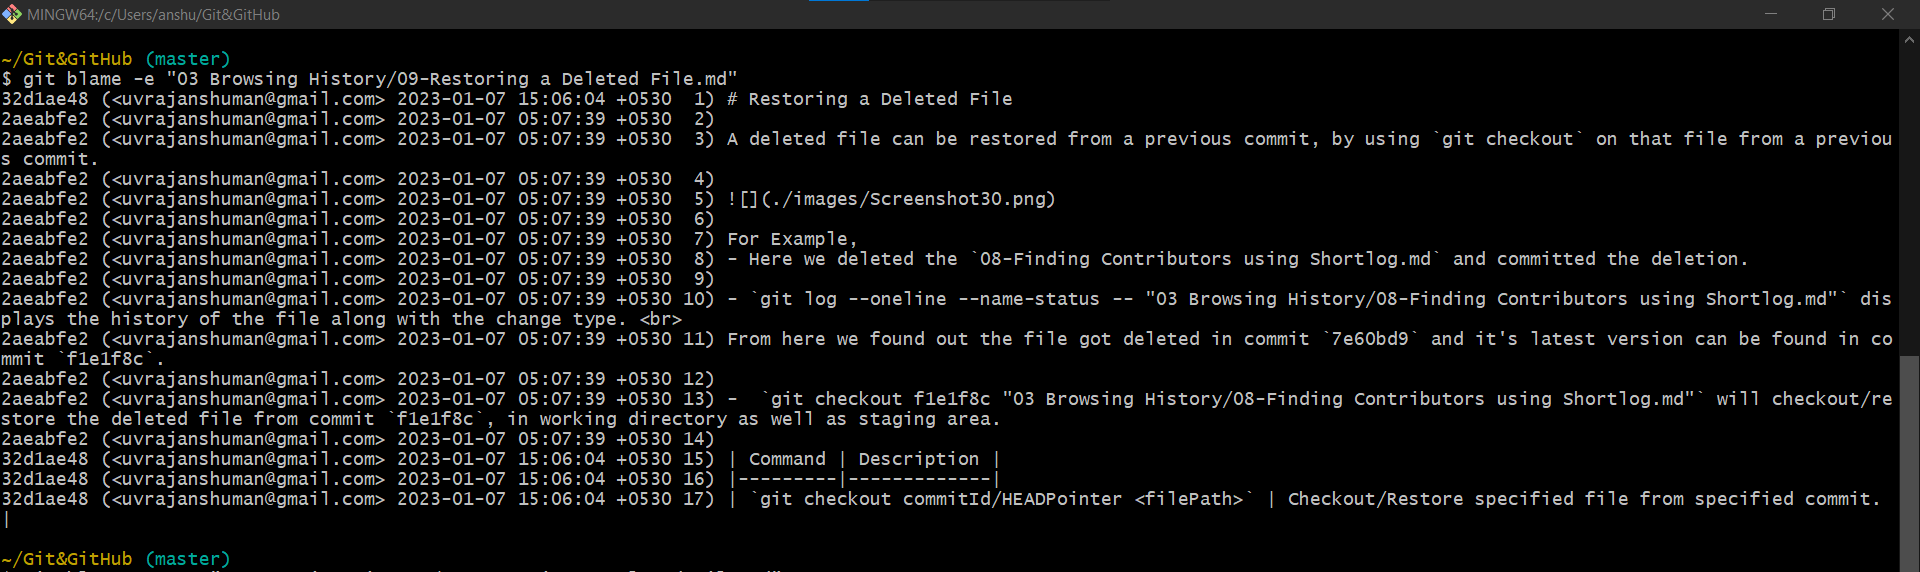 MINGW64:/c/Users/anshu/Git&GitHub
~/Git&GitHub (master)
$ git blame -e "03 Browsing History/09-Restoring a Deleted File.md"
32d1ae48 (<uvrajanshuman@gmail.com> 2023-01-07 15:06:04 +0530  1) # Restoring a Deleted File
2aeabfe2 (<uvrajanshuman@gmail.com> 2023-01-07 05:07:39 +0530  2)
2aeabfe2 (<uvrajanshuman@gmail.com> 2023-01-07 05:07:39 +0530  3) A deleted file can be restored from a previous commit, by using `git checkout` on that file from a previou
s commit.
2aeabfe2 (<uvrajanshuman@gmail.com> 2023-01-07 05:07:39 +0530  4)
2aeabfe2 (<uvrajanshuman@gmail.com> 2023-01-07 05:07:39 +0530  5) ![](./images/Screenshot30.png)
2aeabfe2 (<uvrajanshuman@gmail.com> 2023-01-07 05:07:39 +0530  6)
2aeabfe2 (<uvrajanshuman@gmail.com> 2023-01-07 05:07:39 +0530  7) For Example,
2aeabfe2 (<uvrajanshuman@gmail.com> 2023-01-07 05:07:39 +0530  8) - Here we deleted the `08-Finding Contributors using Shortlog.md` and committed the deletion.
2aeabfe2 (<uvrajanshuman@gmail.com> 2023-01-07 05:07:39 +0530  9)
2aeabfe2 (<uvrajanshuman@gmail.com> 2023-01-07 05:07:39 +0530 10) - `git log --oneline --name-status -- "03 Browsing History/08-Finding Contributors using Shortlog.md"` dis
plays the history of the file along with the change type. <br>
2aeabfe2 (<uvrajanshuman@gmail.com> 2023-01-07 05:07:39 +0530 11) From here we found out the file got deleted in commit `7e60bd9` and it's latest version can be found in co
mmit `f1e1f8c`.
2aeabfe2 (<uvrajanshuman@gmail.com> 2023-01-07 05:07:39 +0530 12)
2aeabfe2 (<uvrajanshuman@gmail.com> 2023-01-07 05:07:39 +0530 13) -  `git checkout f1e1f8c "03 Browsing History/08-Finding Contributors using Shortlog.md"` will checkout/re
store the deleted file from commit `f1e1f8c`, in working directory as well as staging area.
2aeabfe2 (<uvrajanshuman@gmail.com> 2023-01-07 05:07:39 +0530 14)
32d1ae48 (<uvrajanshuman@gmail.com> 2023-01-07 15:06:04 +0530 15) | Command | Description |
32d1ae48 (<uvrajanshuman@gmail.com> 2023-01-07 15:06:04 +0530 16) |---------|-------------|
32d1ae48 (<uvrajanshuman@gmail.com> 2023-01-07 15:06:04 +0530 17) | `git checkout commitId/HEADPointer <filePath>` | Checkout/Restore specified file from specified commit.
|
~/Git&GitHub (master)